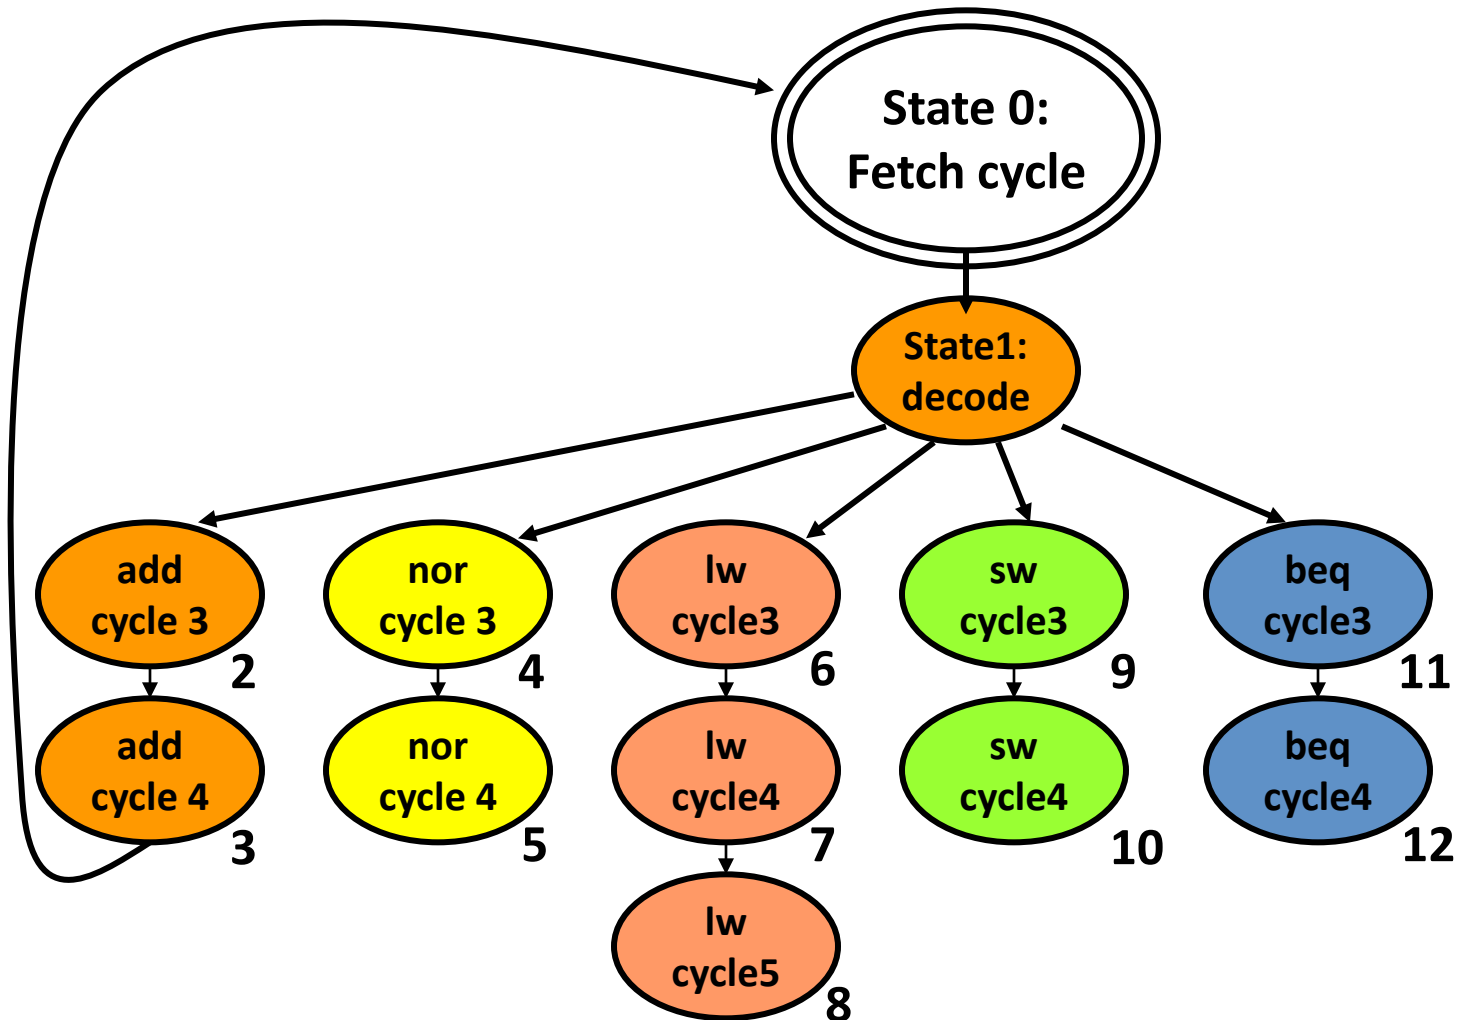 State 0:
Fetch cycle
State1:
decode
add
cycle 3
2
nor
cycle 3
4
lw
cycle3
6
sw
cycle3
9
beq
cycle3
11
add
cycle 4
3
nor
cycle 4
5
lw
cycle4
7
sw
cycle4
10
beq
cycle4
12
lw
cycle5
8